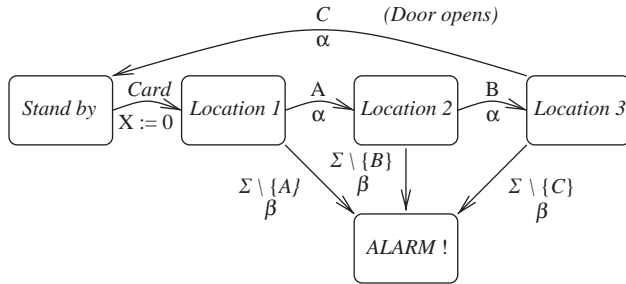 C (Door opens)
α
Stand by
Card
X := 0
Location 1
A
α
Location 2
B
α
Location 3
Σ \ {A}
β
Σ \ {B}
β
Σ \ {C}
β
ALARM !